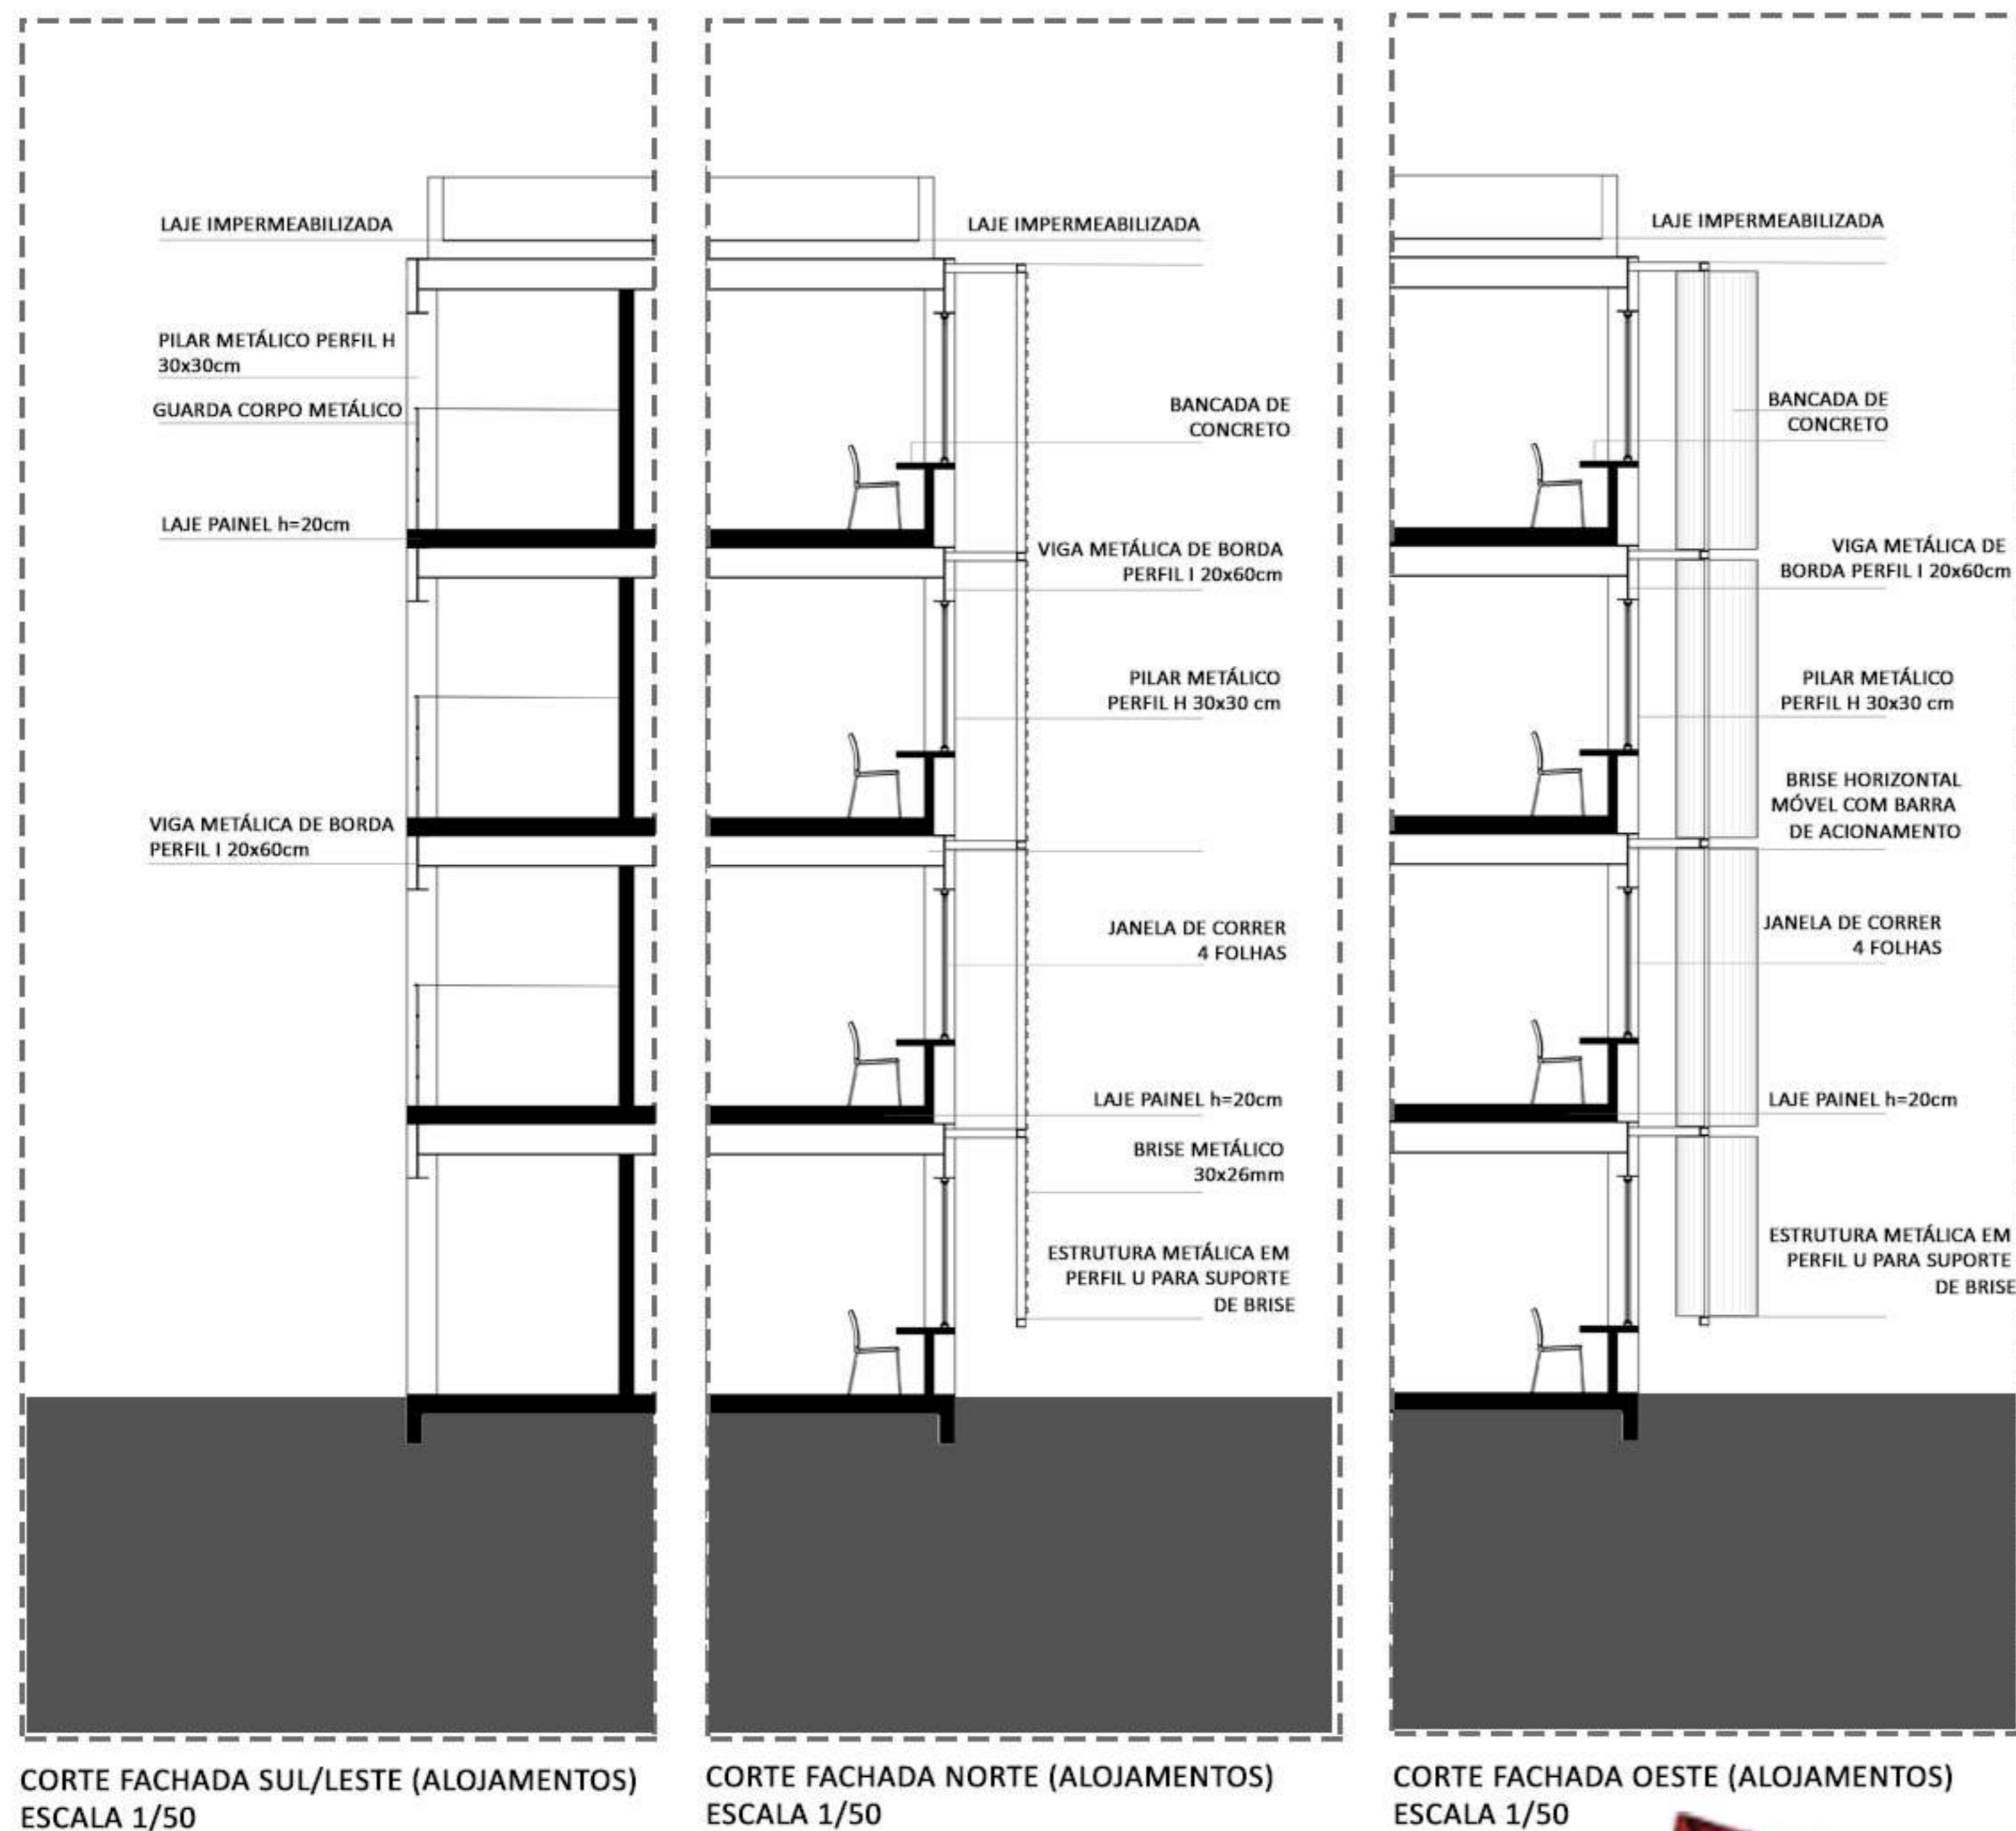 LAJE IMPERMEABILIZADA
PILAR METÁLICO PERFIL H
30x30cm
GUARDA CORPO METÁLICO
LAJE PAINEL h=20cm
VIGA METÁLICA DE BORDA
PERFIL I 20x60cm
CORTE FACHADA SUL/LESTE (ALOJAMENTOS)
ESCALA 1/50
LAJE IMPERMEABILIZADA
BANCADA DE
CONCRETO
VIGA METÁLICA DE BORDA
PERFIL I 20x60cm
PILAR METÁLICO
PERFIL H 30x30 cm
JANELA DE CORRER
4 FOLHAS
LAJE PAINEL h=20cm
BRISE METÁLICO
30x26mm
ESTRUTURA METÁLICA EM
PERFIL U PARA SUPORTE
DE BRISE
CORTE FACHADA NORTE (ALOJAMENTOS)
ESCALA 1/50
LAJE IMPERMEABILIZADA
BANCADA DE
CONCRETO
VIGA METÁLICA DE
BORDA PERFIL I 20x60cm
PILAR METÁLICO
PERFIL H 30x30 cm
BRISE HORIZONTAL
MÓVEL COM BARRA
DE ACIONAMENTO
JANELA DE CORRER
4 FOLHAS
LAJE PAINEL h=20cm
ESTRUTURA METÁLICA EM
PERFIL U PARA SUPORTE
DE BRISE
CORTE FACHADA OESTE (ALOJAMENTOS)
ESCALA 1/50